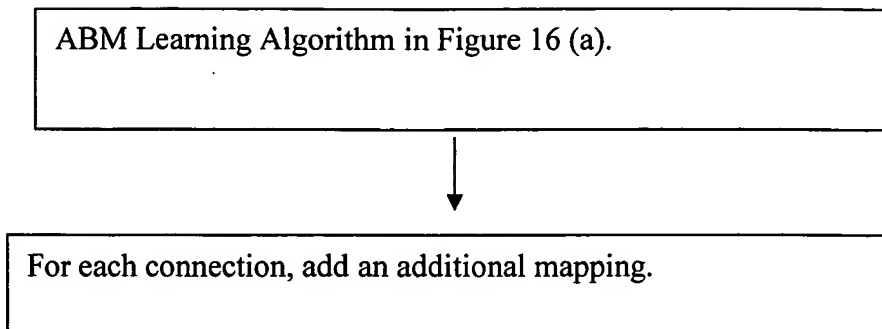 ABM Learning Algorithm in Figure 16 (a).
For each connection, add an additional mapping.